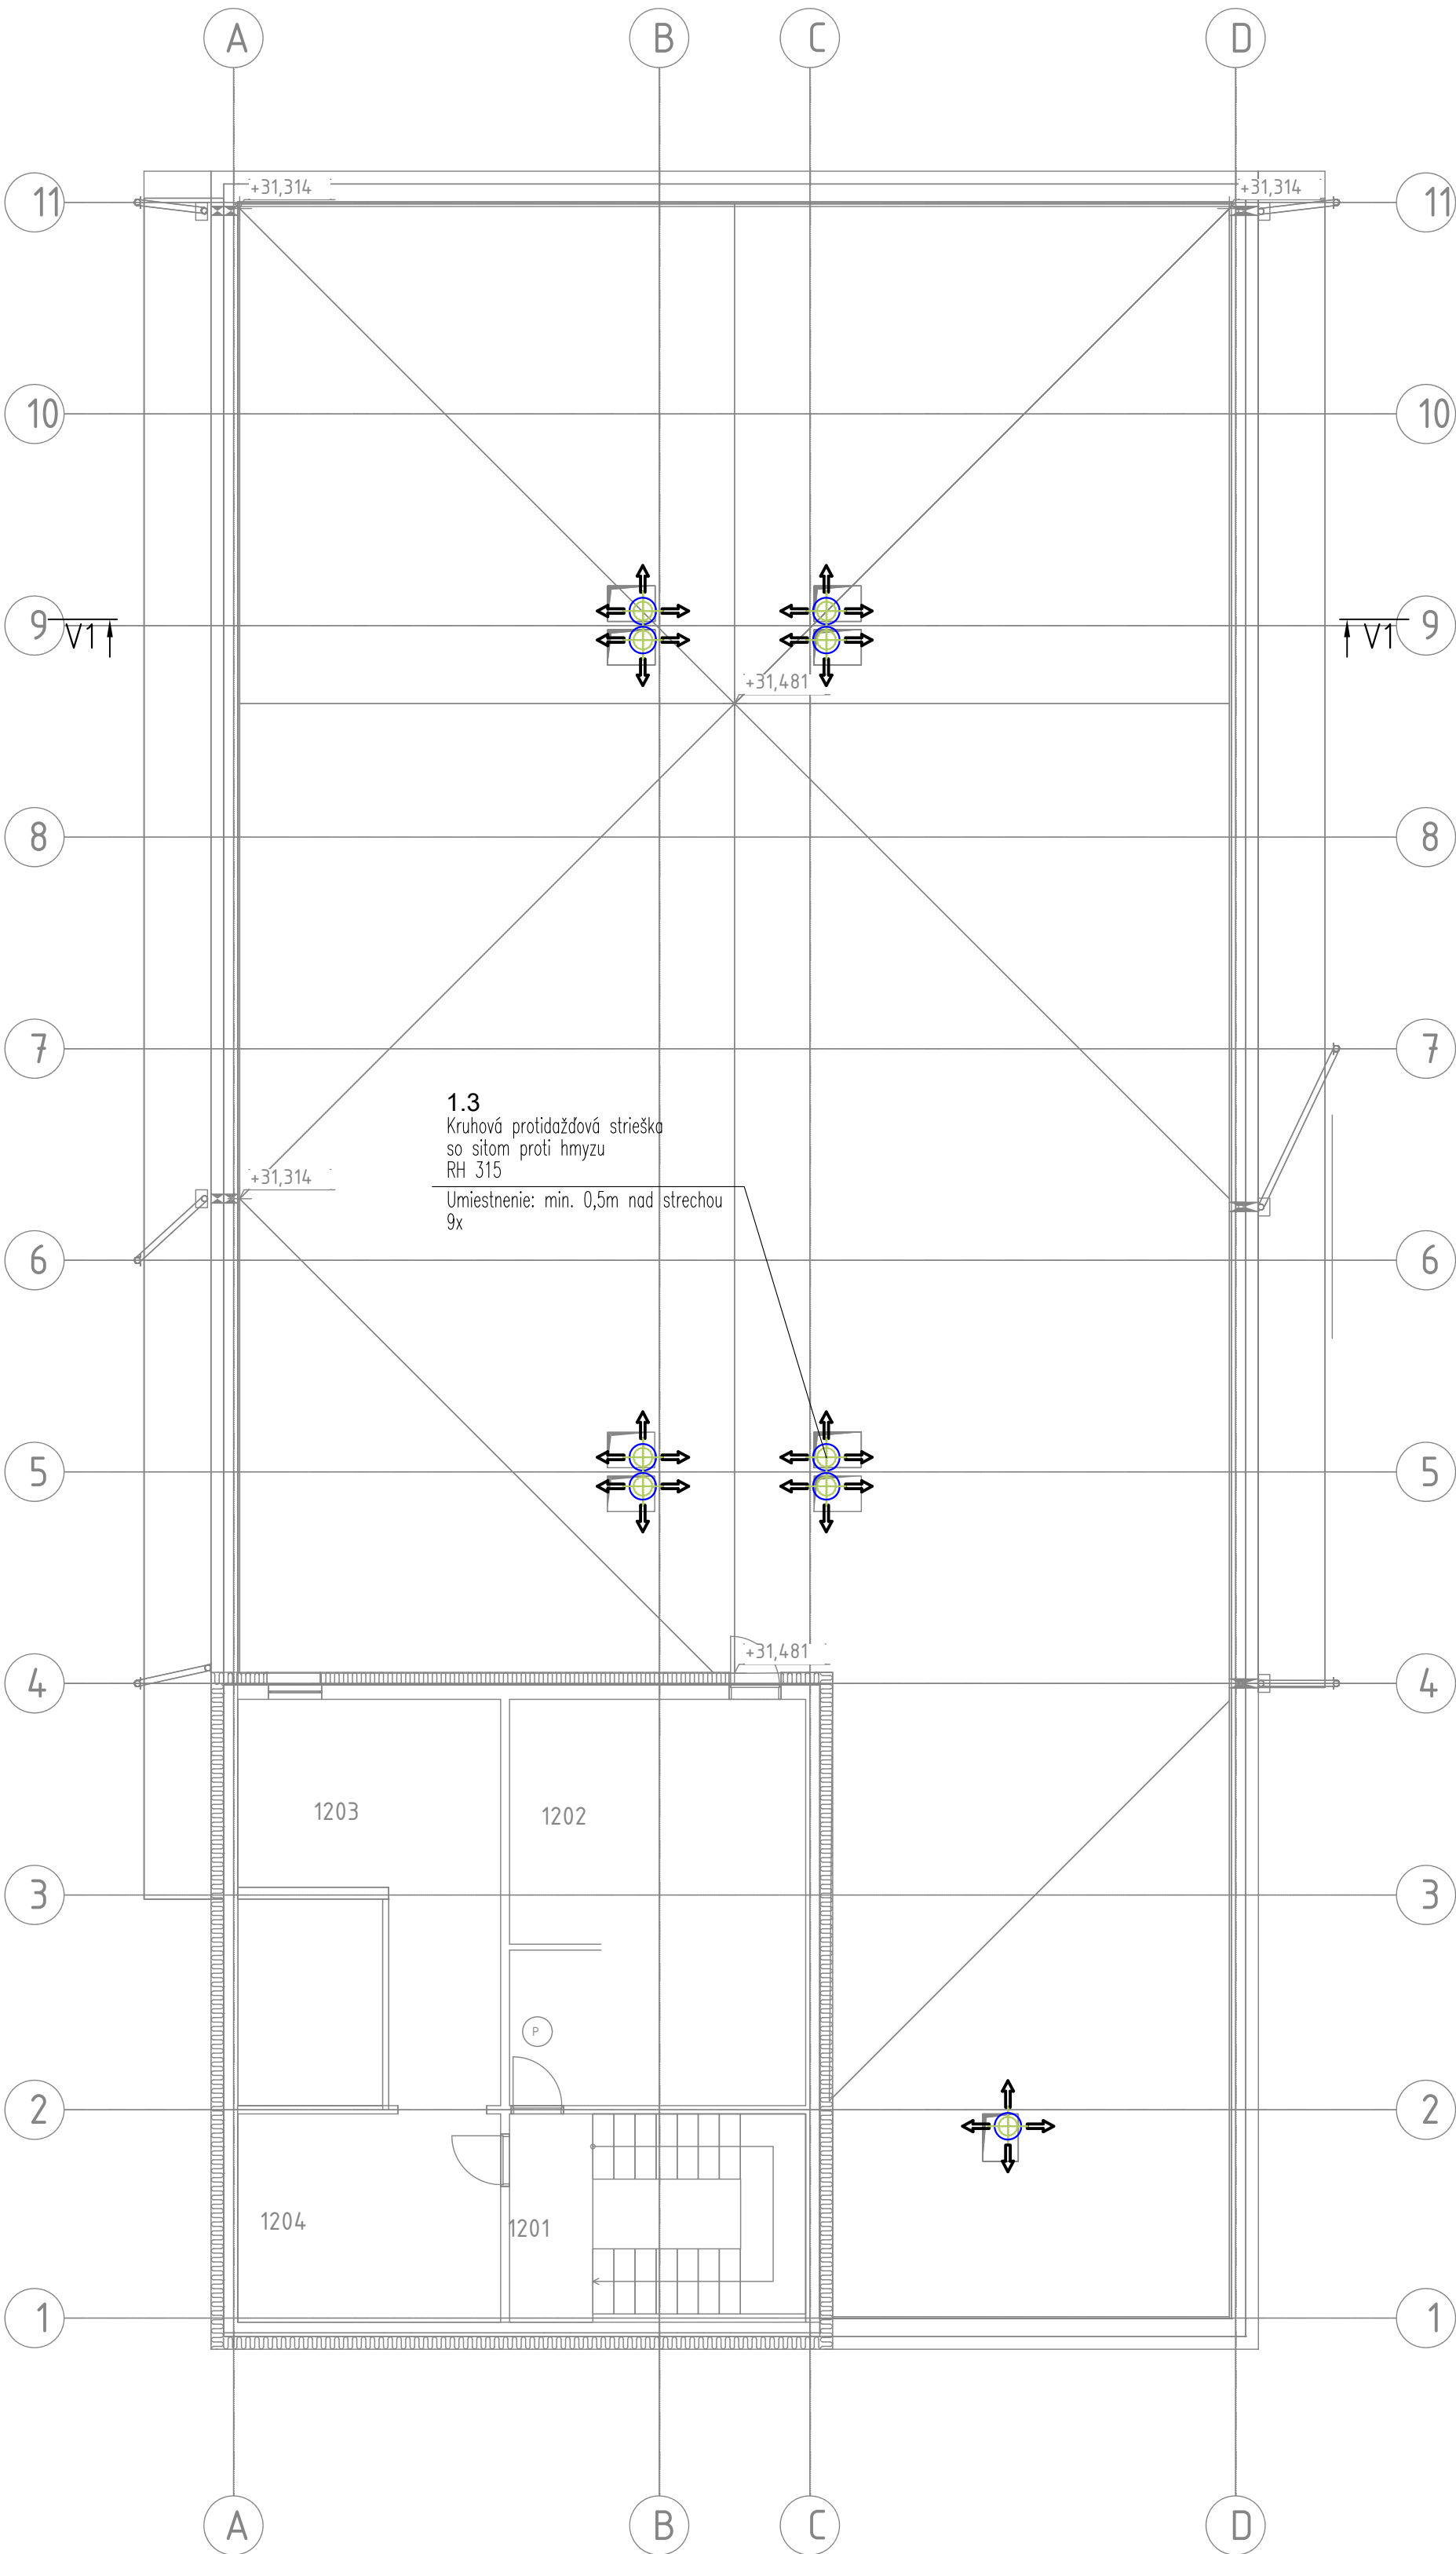 A
B
C
D
11
+31,314
+31,314
11
10
10
9
V1
V1
9
+31,481
8
8
7
7
1.3
Kruhová protidažďová strieška
so sitom proti hmyzu
RH 315
+31,314
Umiestnenie: min. 0,5m nad strechou
9x
6
6
5
5
+31,481
4
4
1203
1202
3
3
P
2
2
1204
1201
1
1
A
B
C
D